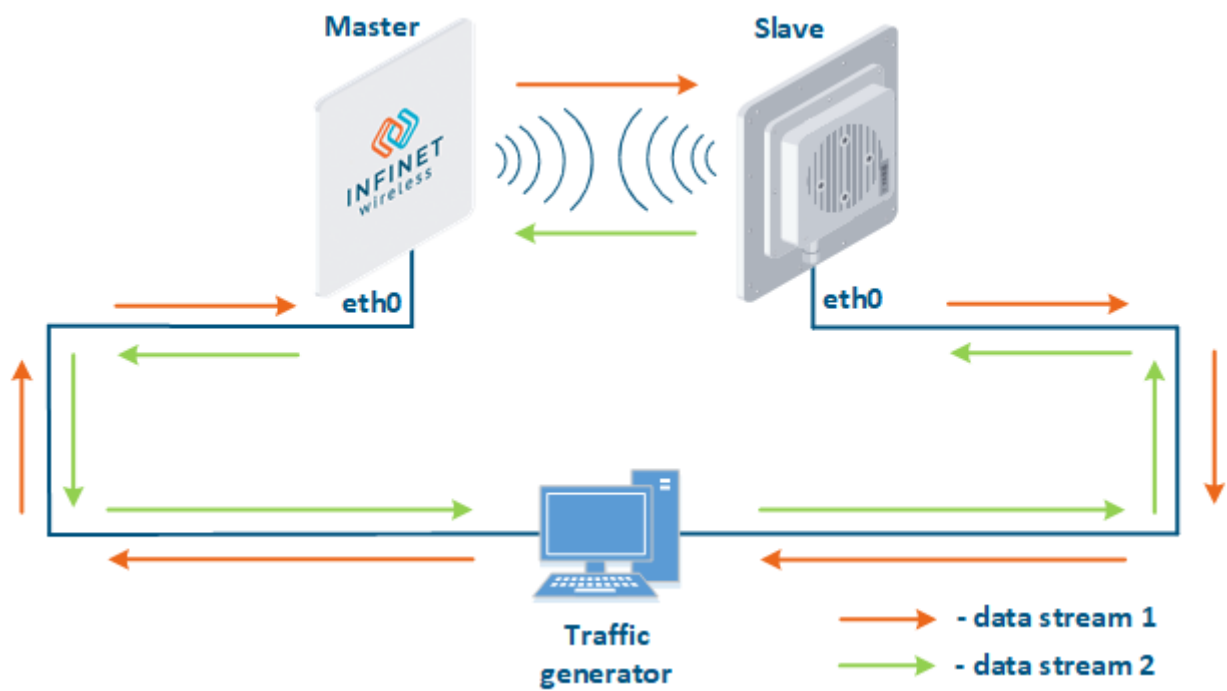 Master
Slave
INFINET
wireless
eth0
eth0
Traffic
generator
- data stream 1
- data stream 2